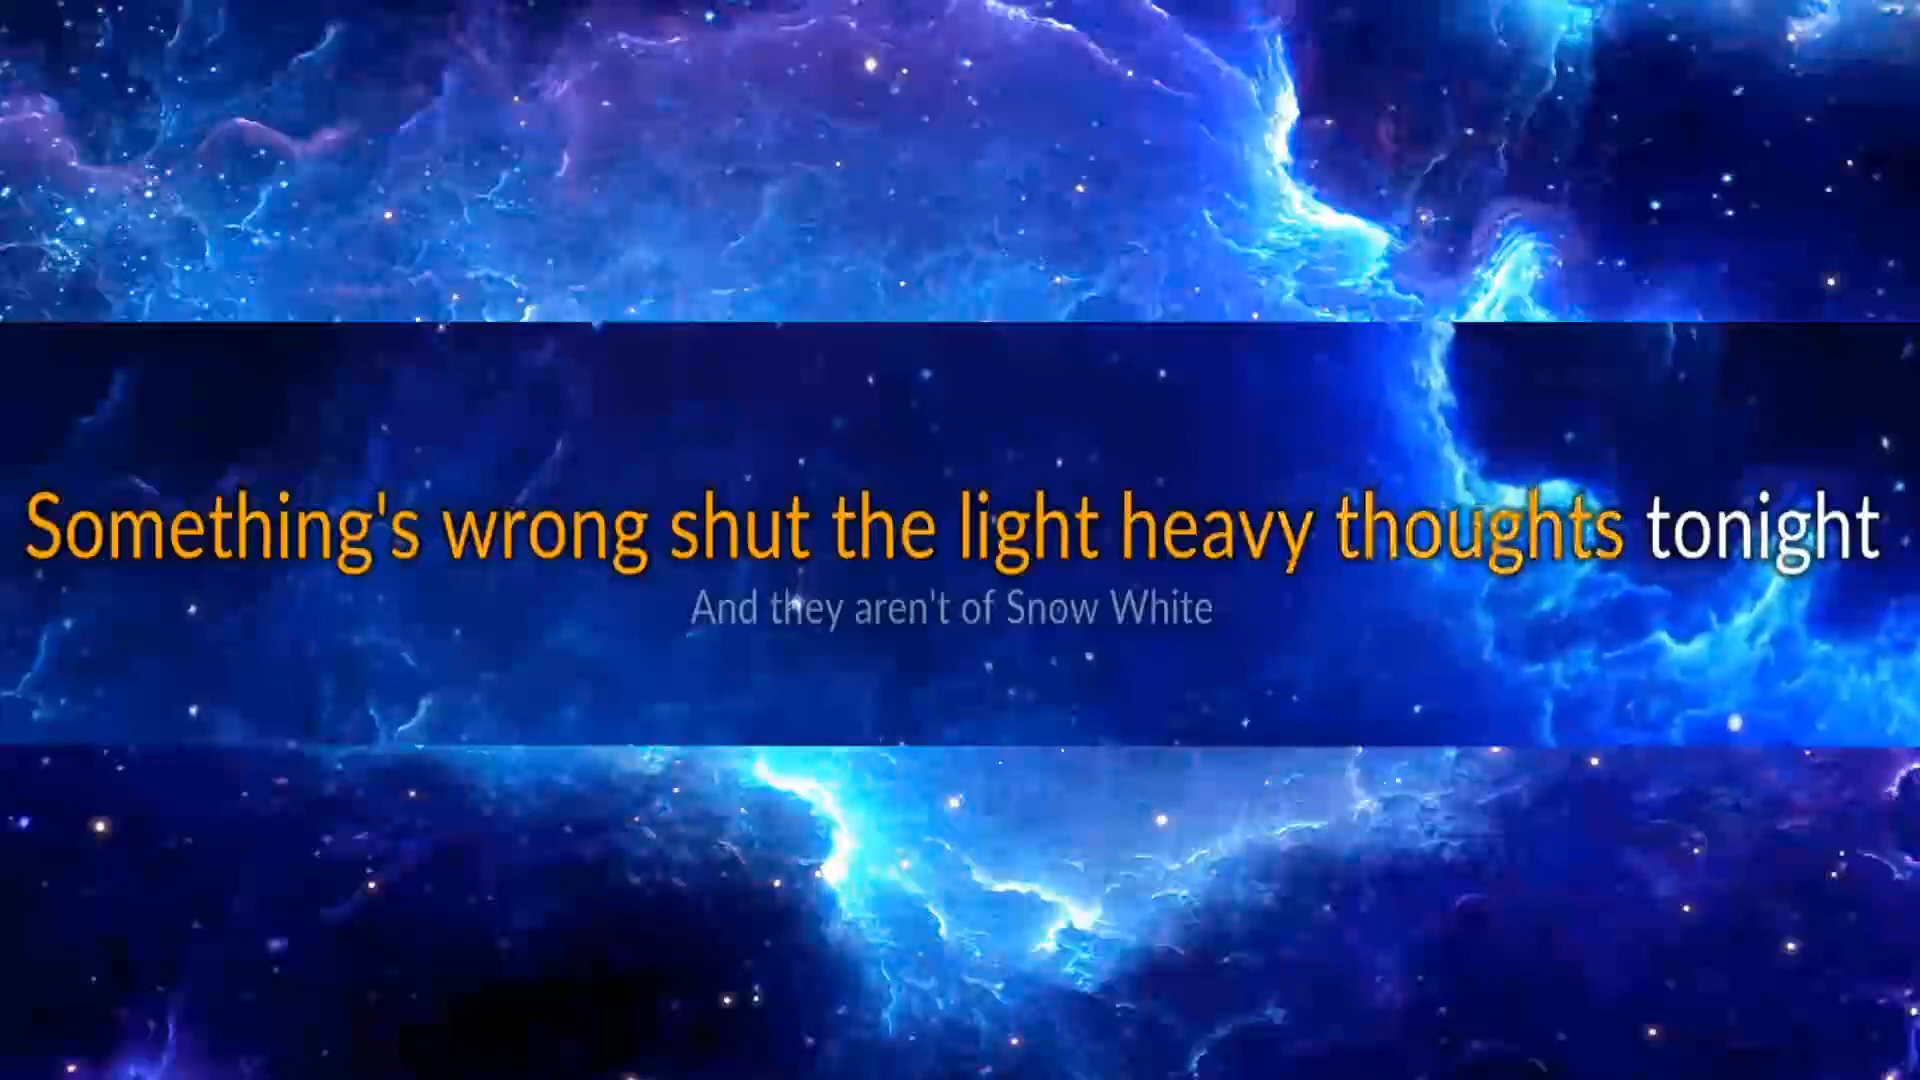 Something's wrong shut the light heavy thoughts tonight
And they aren't of Snow White